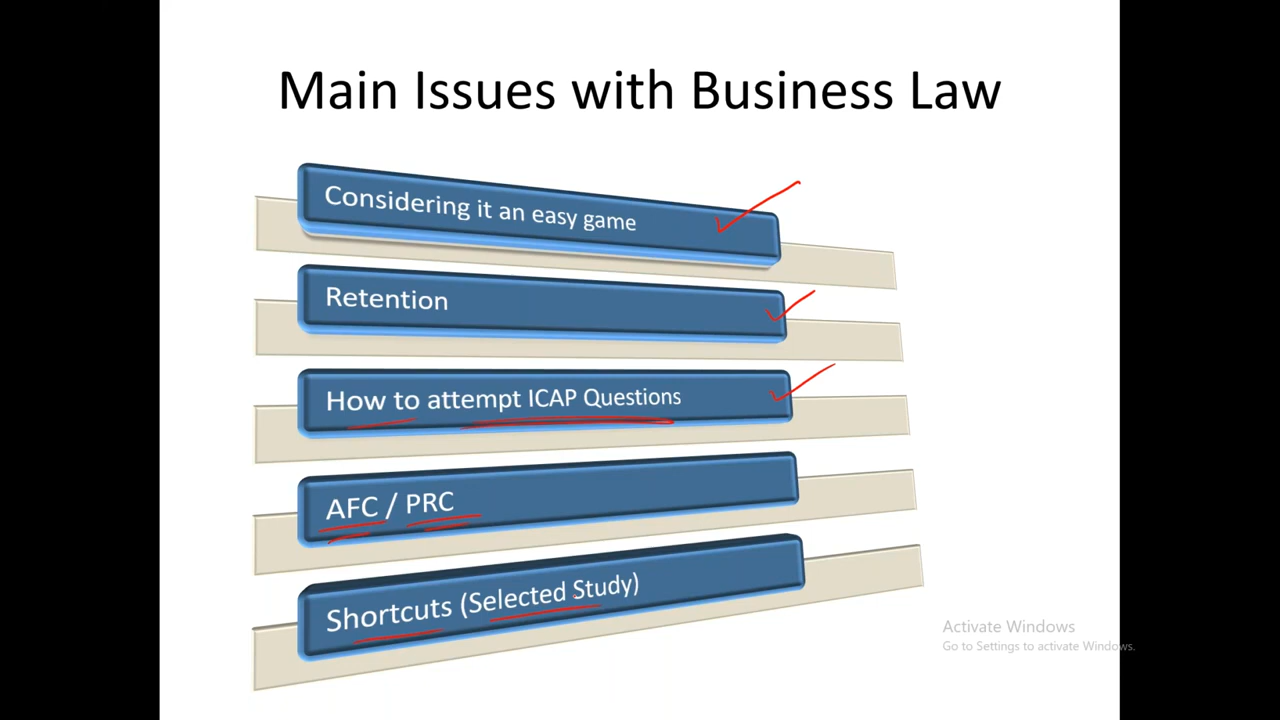 Main Issues with Business Law
Considering it an easy game
Retention
How to attempt ICAP Questions
AFC / PRC
Shortcuts (Selected Study)
Activate Windows
Go to Settings to activate Windows.